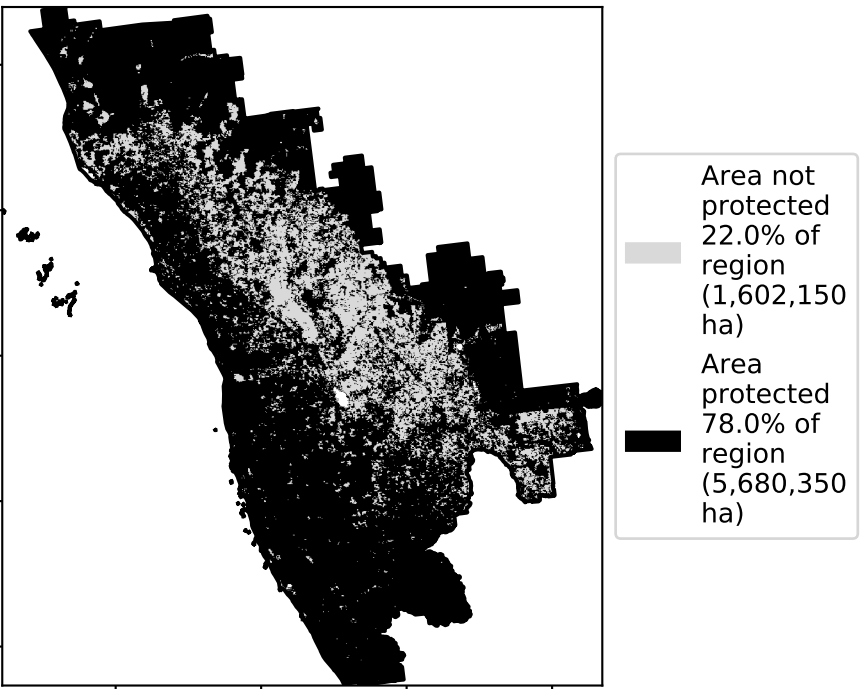 Area not
protected
22.0% of
region
(1,602,150
ha)
Area
protected
78.0% of
region
(5,680,350
ha)